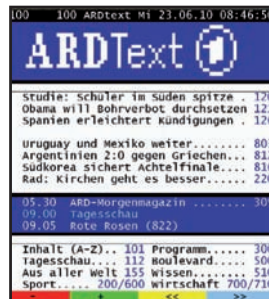 100 100 ARDtext Mi 23.06.10 08:46:5
ARDText 1
Studie: Schüler im Süden spitze . 120
Obama will Bohrverbot durchsetzen 12
Spanien erleichtert Kündigungen . 12
Uruguay und Mexiko weiter........ 80
Argentinien 2:0 gegen Griechen... 81
Südkorea sichert Achtelfinale.... 81
Rad: Kirchen geht es besser...... 22
05.30 ARD-Morgenmagazin ......... 30
09.00 Tagesschau
09.05 Rote Rosen (822)
Inhalt (A-Z).. 101 Programm...... 30
Tagesschau.... 112 Boulevard..... 50
Aus aller Welt 155 Wissen........ 51
Sport..... 200/600 Wirtschaft 700/71
- + << >>